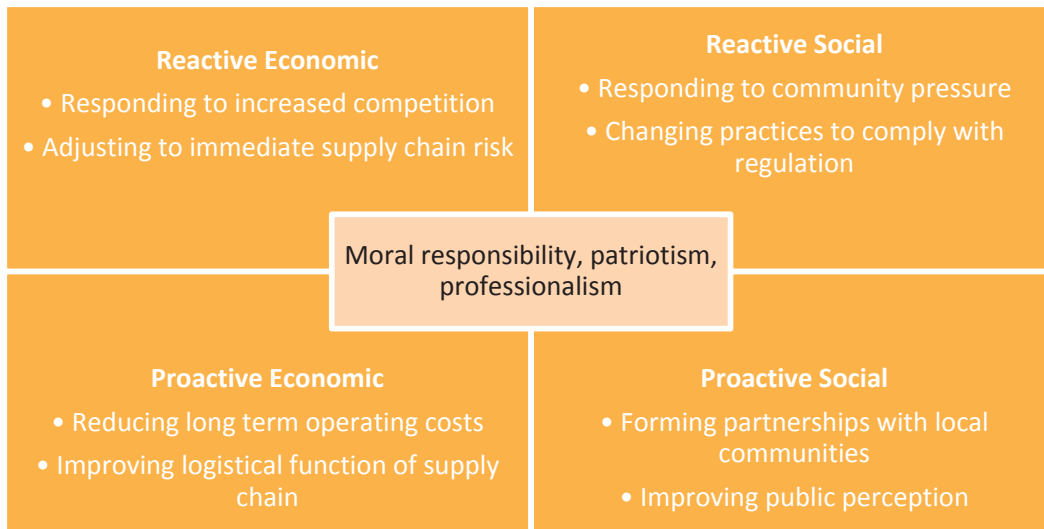 Reactive Economic
• Responding to increased competition
• Adjusting to immediate supply chain risk
Reactive Social
• Responding to community pressure
• Changing practices to comply with
regulation
Moral responsibility, patriotism,
professionalism
Proactive Economic
• Reducing long term operating costs
• Improving logistical function of supply
chain
Proactive Social
• Forming partnerships with local
communities
• Improving public perception